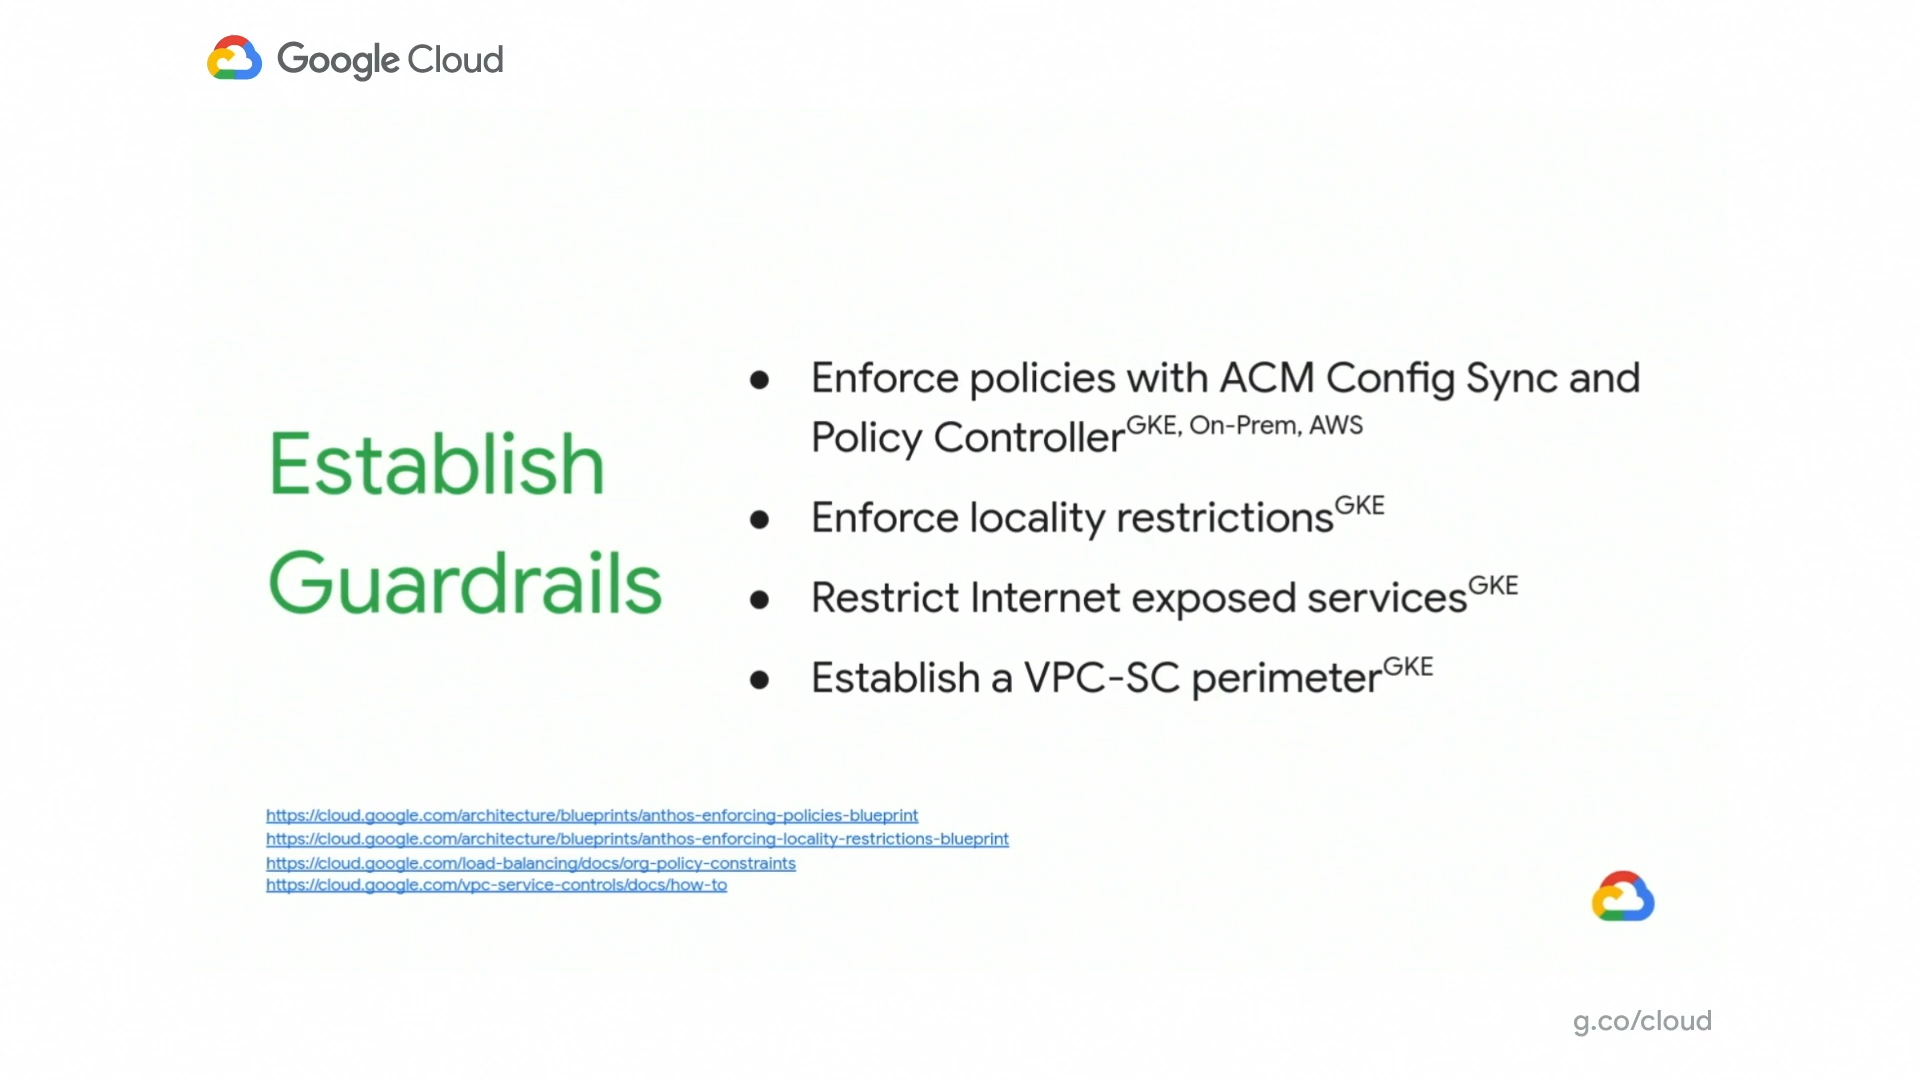 Google Cloud
Establish
Guardrails
● Enforce policies with ACM Config Sync and
Policy Controller GKE, On-Prem, AWS
● Enforce locality restrictions GKE
● Restrict Internet exposed services GKE
● Establish a VPC-SC perimeter GKE
https://cloud.google.com/architecture/blueprints/anthos-enforcing-policies-blueprint
https://cloud.google.com/architecture/blueprints/anthos-enforcing-locality-restrictions-blueprint
https://cloud.google.com/load-balancing/docs/org-policy-constraints
https://cloud.google.com/vpc-service-controls/docs/how-to
g.co/cloud